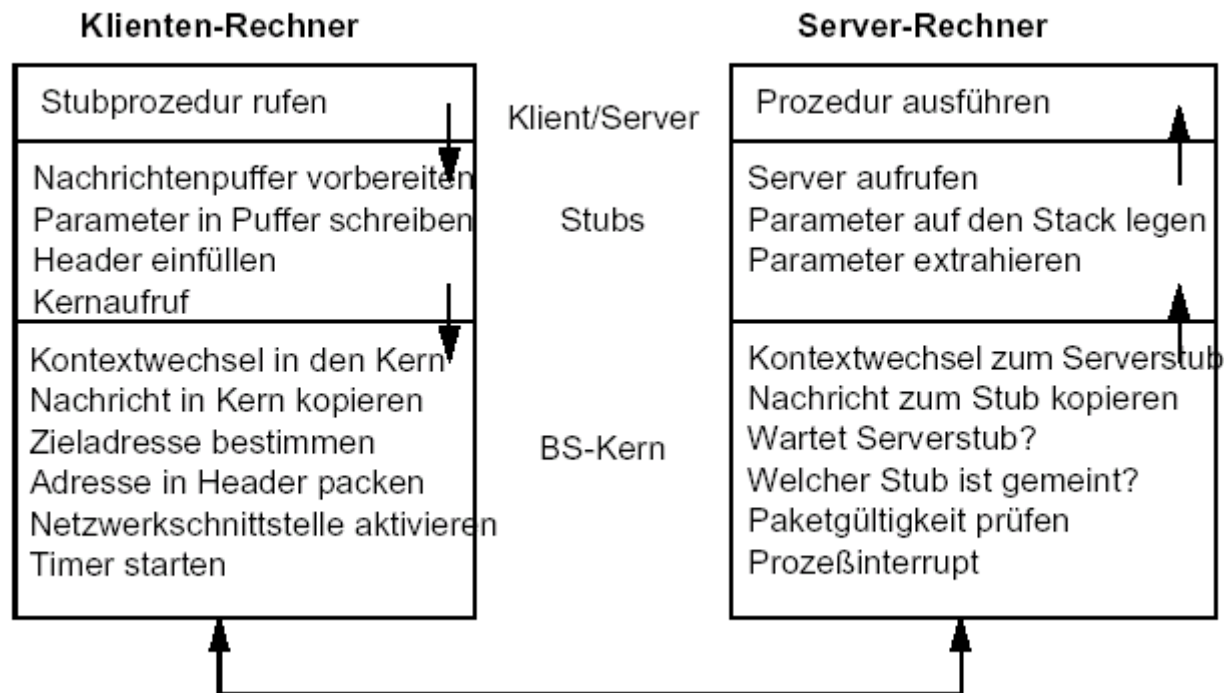 Klienten-Rechner
Server-Rechner
Stubprozedur rufen
Klient/Server
Prozedur ausführen
Nachrichtenpuffer vorbereiten
Parameter in Puffer schreiben
Header einfüllen
Kernaufruf
Stubs
Server aufrufen
Parameter auf den Stack legen
Parameter extrahieren
Kontextwechsel in den Kern
Nachricht in Kern kopieren
Zieladresse bestimmen
Adresse in Header packen
Netzwerkschnittstelle aktivieren
Timer starten
BS-Kern
Kontextwechsel zum Serverstub
Nachricht zum Stub kopieren
Wartet Serverstub?
Welcher Stub ist gemeint?
Paketgültigkeit prüfen
Prozeßinterrupt